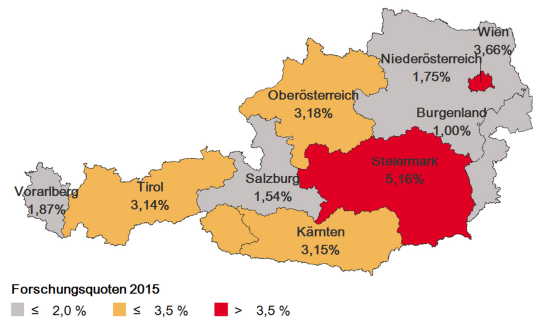 Wien
3,66%
Niederösterreich
1,75%
Oberösterreich
3,18%
Burgenland
1,00%
Steiermark
5,16%
Salzburg
1,54%
Tirol
3,14%
Vorarlberg
1,87%
Kärnten
3,15%
Forschungsquoten 2015
≤ 2,0 % ≤ 3,5 % > 3,5 %